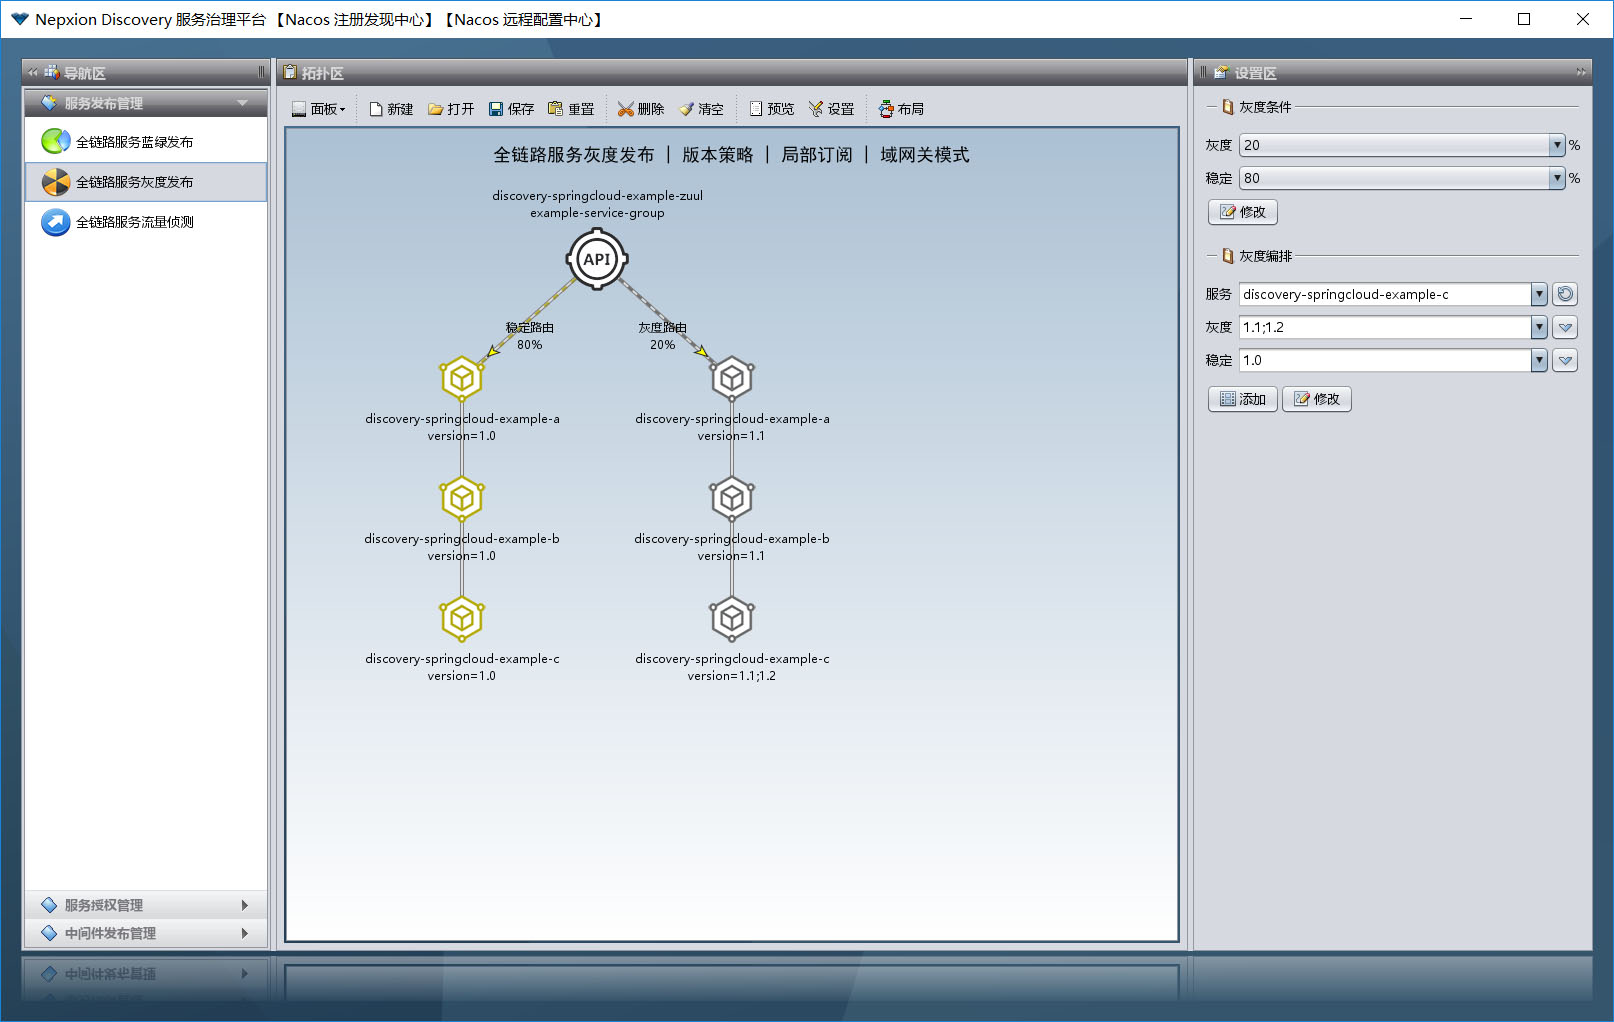 Nepxion Discovery 服务治理平台 【Nacos 注册发现中心】 【Nacos 远程配置中心】
导航区
服务发布管理
全链路服务蓝绿发布
全链路服务灰度发布
全链路服务流量侦测
服务授权管理
中间件发布管理
拓扑区
面板 新建 打开 保存 重置 删除 清空 预览 设置 布局
全链路服务灰度发布 | 版本策略 | 局部订阅 | 域网关模式
discovery-springcloud-example-zuul
example-service-group
API
稳定路由 灰度路由
80% 20%
discovery-springcloud-example-a discovery-springcloud-example-a
version=1.0 version=1.1
discovery-springcloud-example-b discovery-springcloud-example-b
version=1.0 version=1.1
discovery-springcloud-example-c discovery-springcloud-example-c
version=1.0 version=1.1;1.2
设置区
灰度条件
灰度 20 %
稳定 80 %
修改
灰度编排
服务 discovery-springcloud-example-c
灰度 1.1;1.2
稳定 1.0
添加 修改